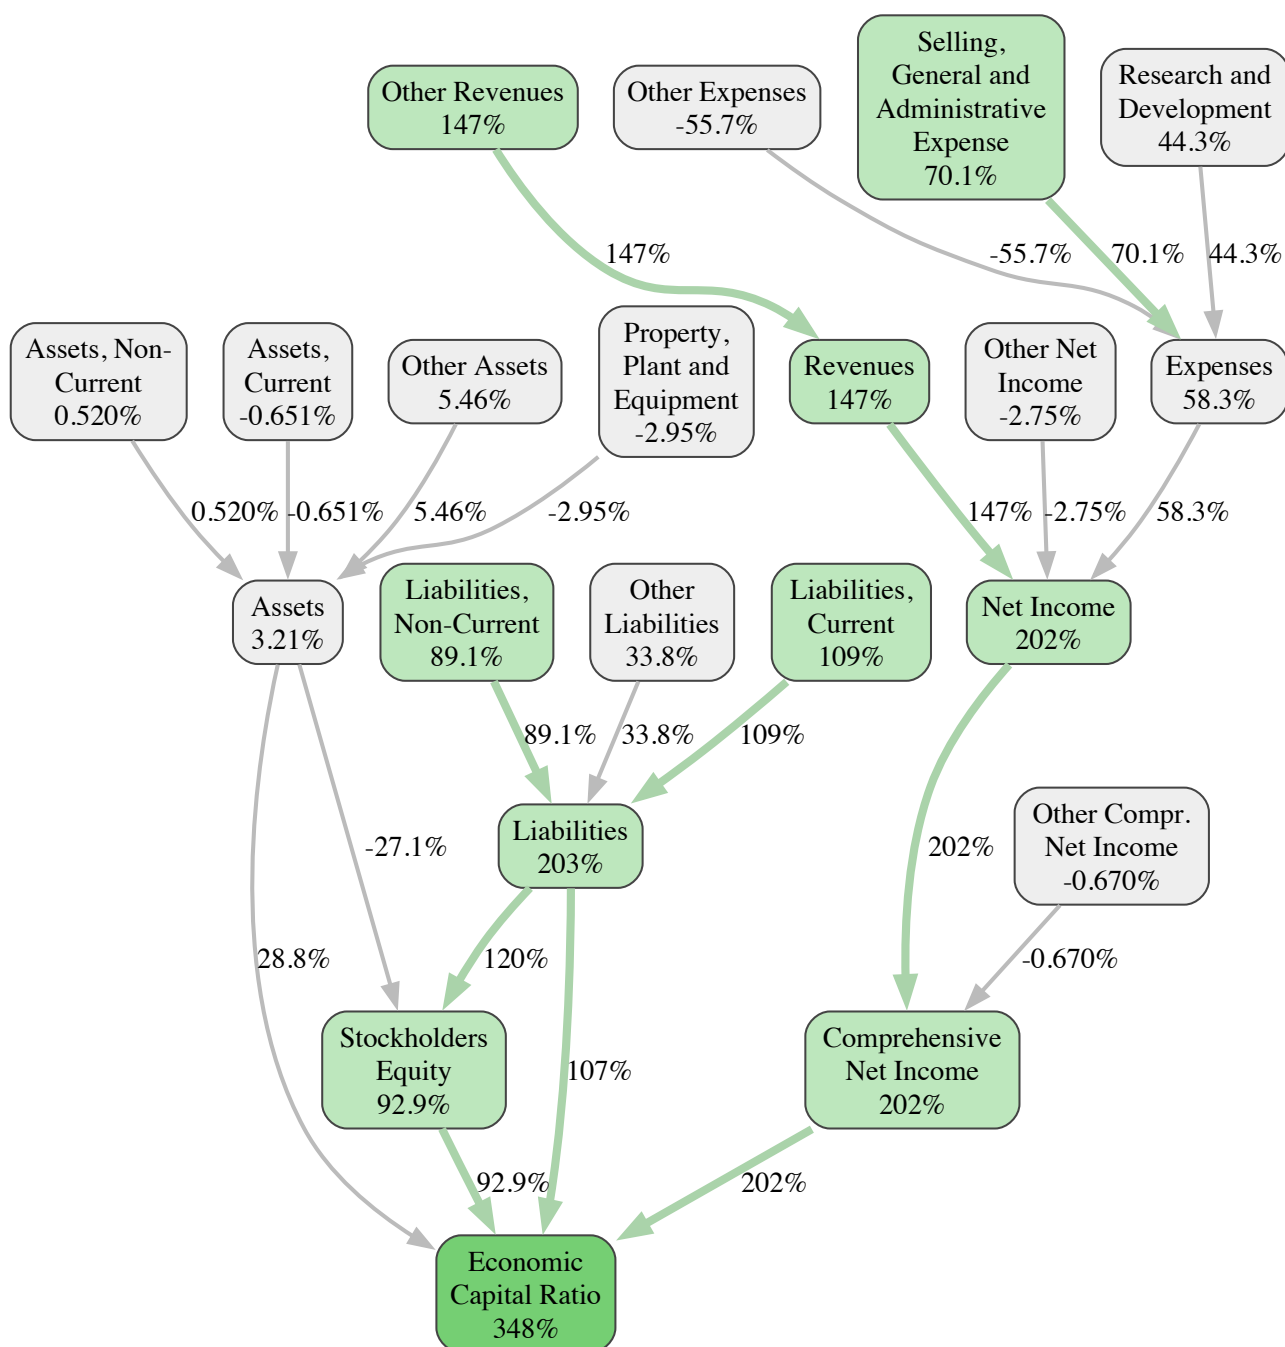 Selling,
General and
Administrative
Expense
70.1%
Other Revenues
147%
Other Expenses
-55.7%
Research and
Development
44.3%
147%
-55.7%
70.1%
44.3%
Assets, Non-
Current
0.520%
Assets,
Current
-0.651%
Other Assets
5.46%
Property,
Plant and
Equipment
-2.95%
Revenues
147%
Other Net
Income
-2.75%
Expenses
58.3%
0.520%
-0.651%
5.46%
-2.95%
147%
-2.75%
58.3%
Assets
3.21%
Liabilities,
Non-Current
89.1%
Other
Liabilities
33.8%
Liabilities,
Current
109%
Net Income
202%
89.1%
33.8%
109%
-27.1%
Liabilities
203%
202%
Other Compr.
Net Income
-0.670%
28.8%
120%
-0.670%
Stockholders
Equity
92.9%
107%
Comprehensive
Net Income
202%
92.9%
202%
Economic
Capital Ratio
348%